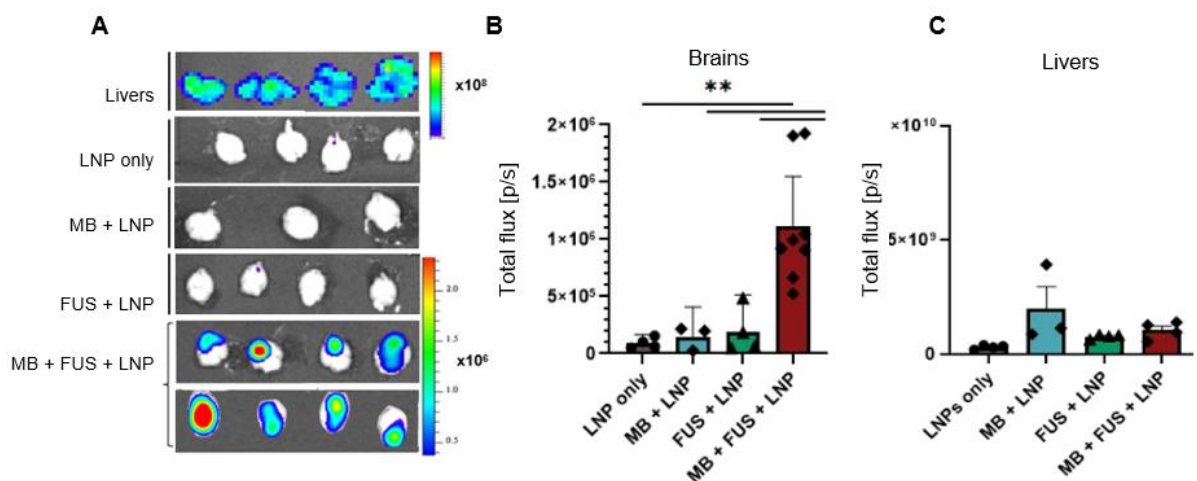 A
Livers
x10⁸
LNP only
MB + LNP
FUS + LNP
MB + FUS + LNP
2.0
1.5
x10⁶
1.0
0.5
B
Brains
**
Total flux [p/s]
2×10⁶
1.5×10⁶
1×10⁶
5×10⁵
0
LNP only
MB + LNP
FUS + LNP
MB + FUS + LNP
C
Livers
Total flux [p/s]
×10¹⁰
5×10⁹
0
LNPs only
MB + LNP
FUS + LNP
MB + FUS + LNP